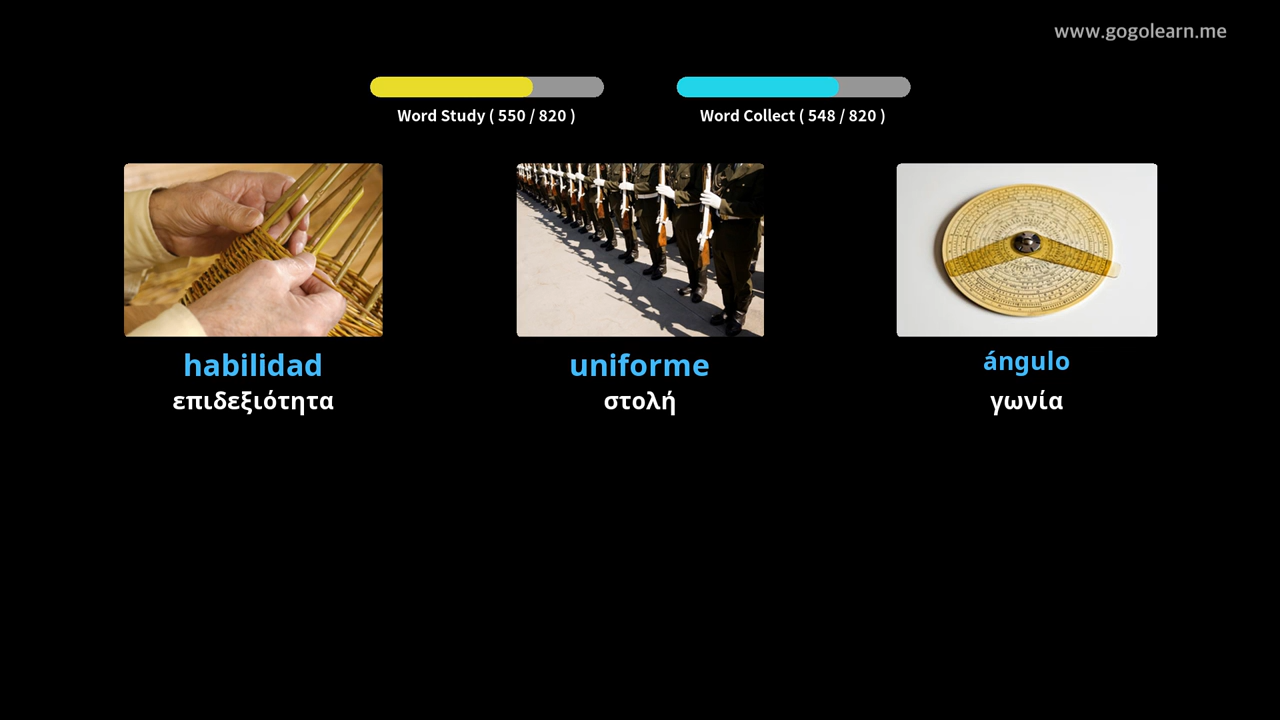 www.gogolearn.me
Word Study ( 550 / 820 )
Word Collect ( 548 / 820 )
habilidad
επιδεξιότητα
uniforme
στολή
ángulo
γωνία